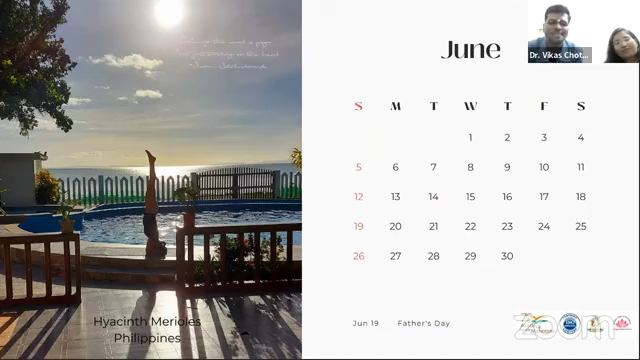 June
Dr. Vikas Chot...
S M T W T F S
1 2 3 4
5 6 7 8 9 10 11
12 13 14 15 16 17 18
19 20 21 22 23 24 25
26 27 28 29 30
Jun 19 Father's Day
Hyacinth Merioles
Philippines
zoom